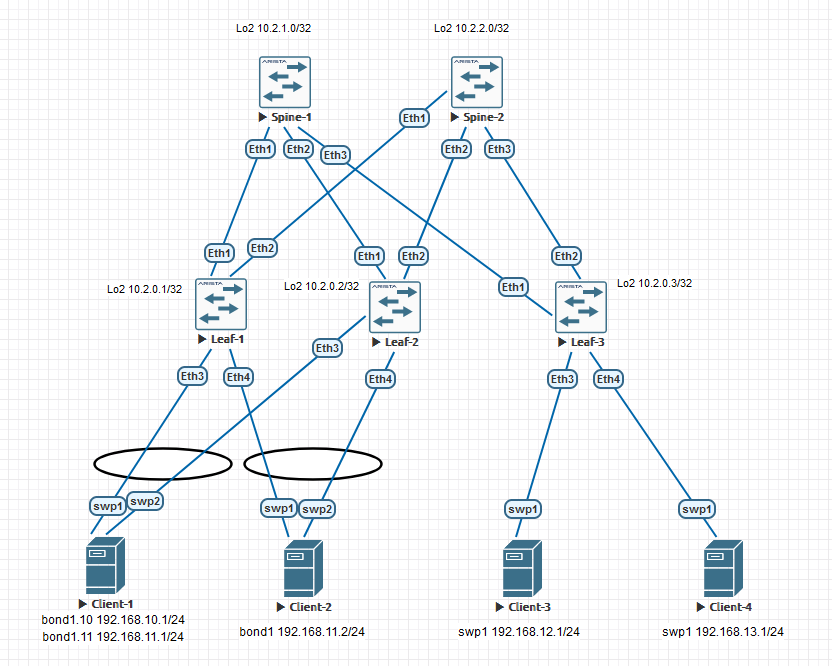 Lo2 10.2.1.0/32
Lo2 10.2.2.0/32
ARISTA
ARISTA
Spine-1
Spine-2
Eth1
Eth1
Eth2
Eth3
Eth2
Eth3
Eth1
Eth2
Eth1
Eth2
Eth2
Lo2 10.2.0.1/32
ARISTA
Lo2 10.2.0.2/32
ARISTA
Eth1
ARISTA
Lo2 10.2.0.3/32
Leaf-1
Leaf-2
Leaf-3
Eth3
Eth4
Eth3
Eth4
Eth3
Eth4
swp1
swp2
swp1
swp2
swp1
swp1
Client-1
Client-2
Client-3
Client-4
bond1.10 192.168.10.1/24
bond1.11 192.168.11.1/24
bond1 192.168.11.2/24
swp1 192.168.12.1/24
swp1 192.168.13.1/24